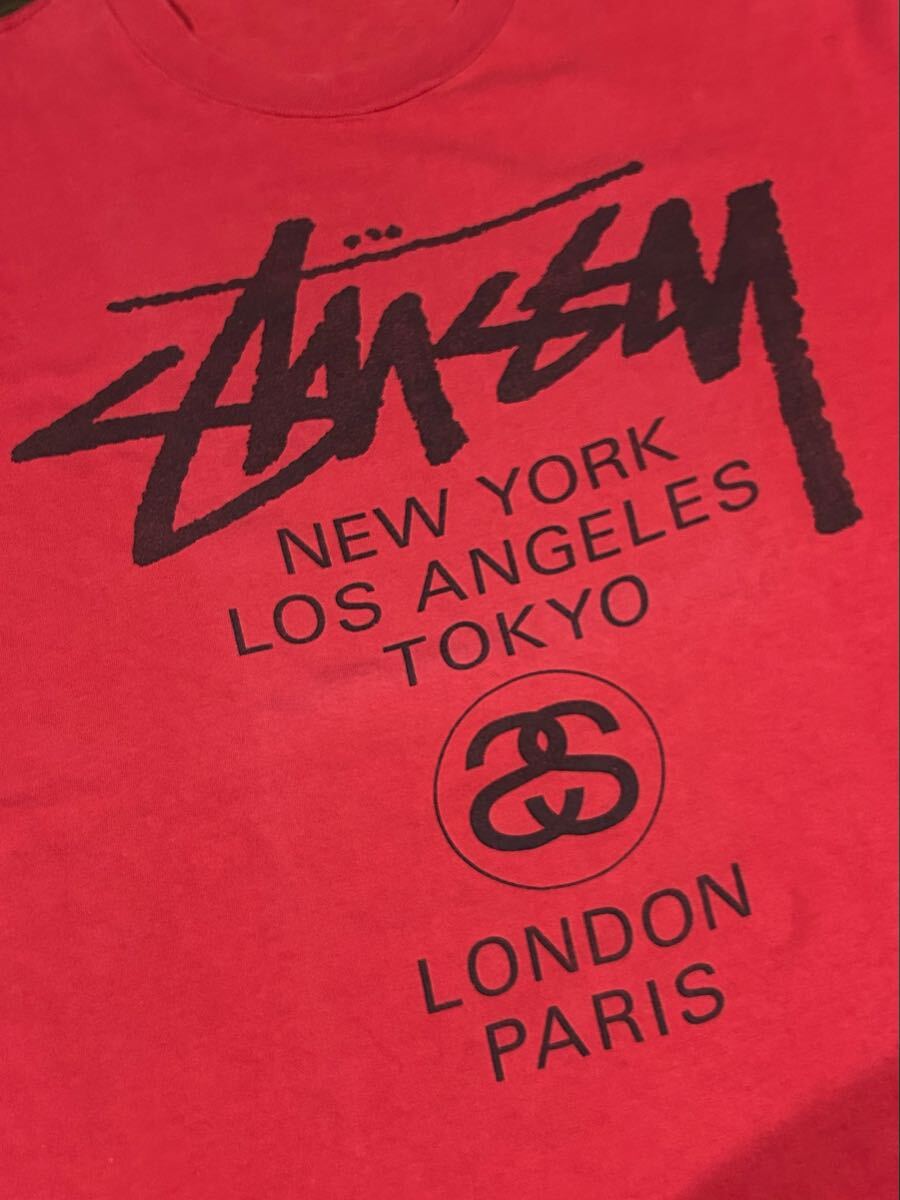 Stüssy
NEW YORK
LOS ANGELES
TOKYO
SS
LONDON
PARIS